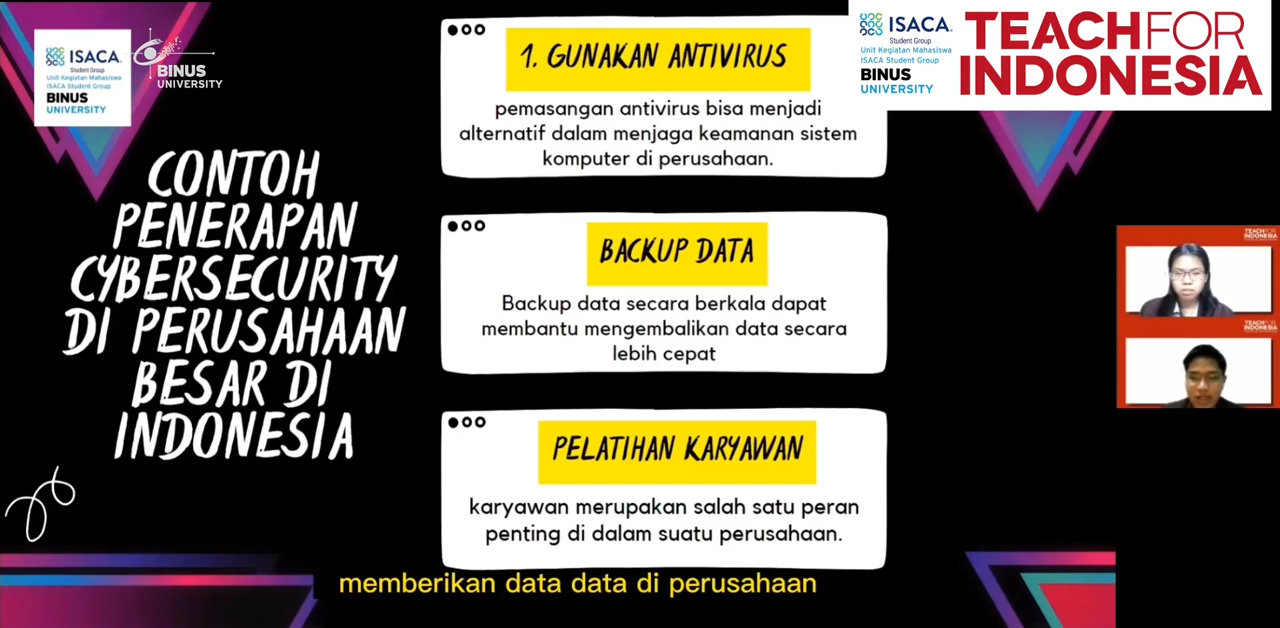 ISACA.
Student Group
Unit Kegiatan Mahasiswa
ISACA Student Group
BINUS
UNIVERSITY
BINUS
UNIVERSITY
CONTOH
PENERAPAN
CYBERSECURITY
DI PERUSAHAAN
BESAR DI
INDONESIA
1. GUNAKAN ANTIVIRUS
pemasangan antivirus bisa menjadi
alternatif dalam menjaga keamanan sistem
komputer di perusahaan.
BACKUP DATA
Backup data secara berkala dapat
membantu mengembalikan data secara
lebih cepat
PELATIHAN KARYAWAN
karyawan merupakan salah satu peran
penting di dalam suatu perusahaan.
memberikan data data di perusahaan
ISACA.
Student Group
Unit Kegiatan Mahasiswa
ISACA Student Group
BINUS
UNIVERSITY
TEACHFOR
INDONESIA
TEACHFOR
INDONESIA
TEACHFOR
INDONESIA